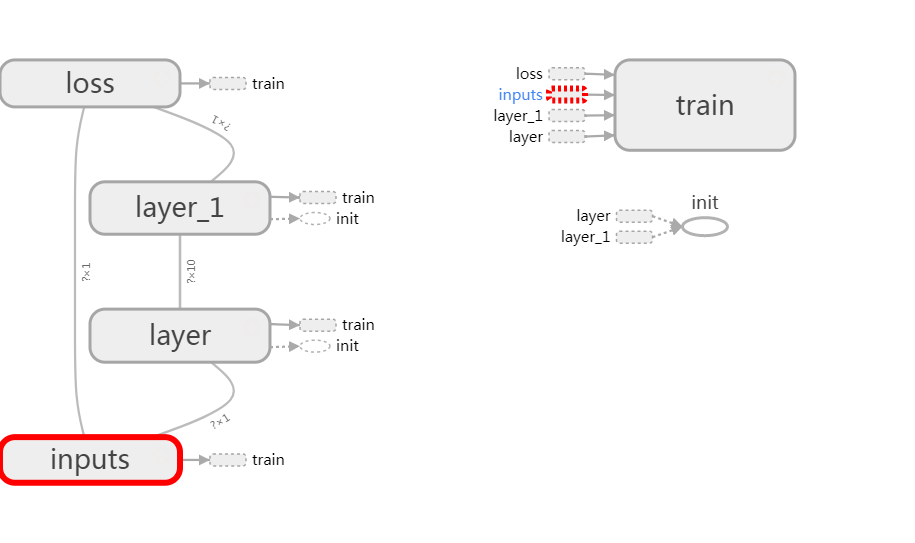 loss
train
?×1
layer_1
train
init
?×1
?×10
layer
train
init
?×1
inputs
train
loss
inputs
layer_1
layer
train
init
layer
layer_1